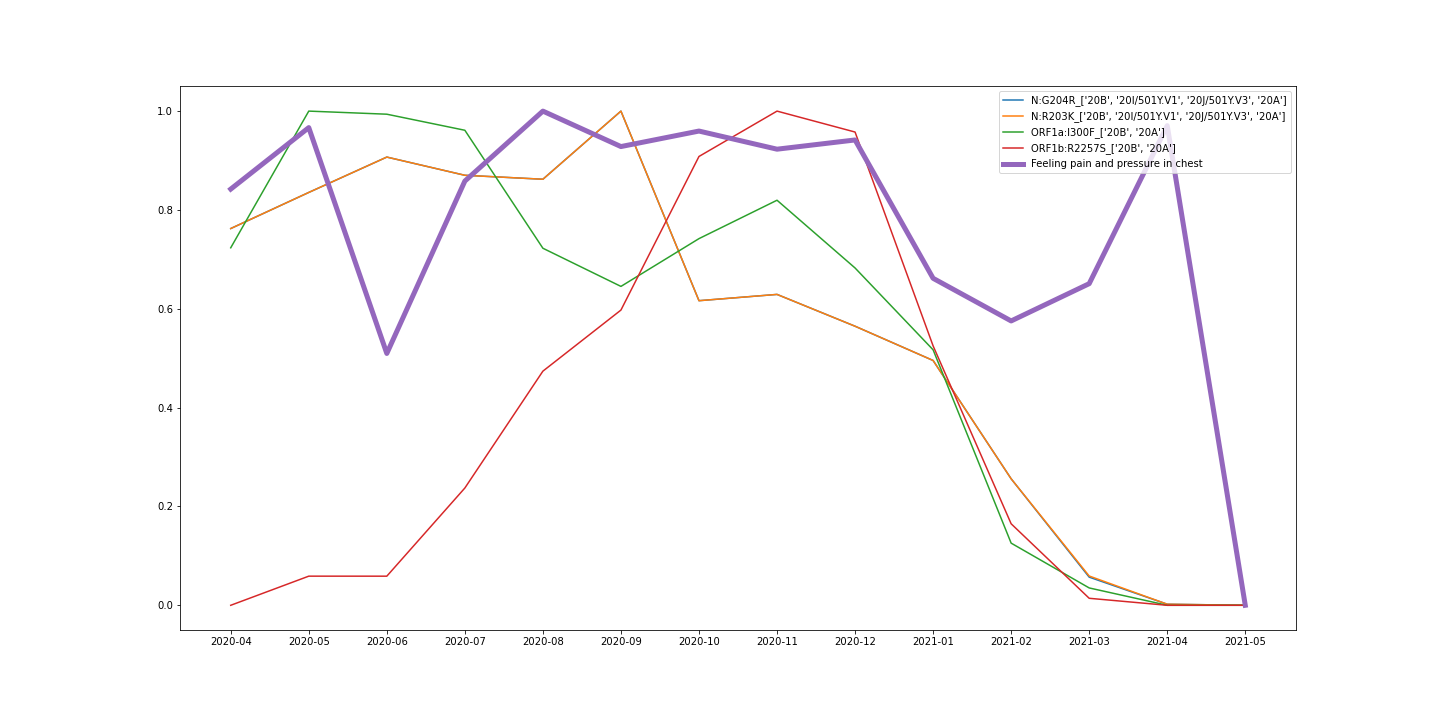 N:G204R_['20B', '20I/501Y.V1', '20J/501Y.V3', '20A']
N:R203K_['20B', '20I/501Y.V1', '20J/501Y.V3', '20A']
ORF1a:I300F_['20B', '20A']
ORF1b:R2257S_['20B', '20A']
Feeling pain and pressure in chest
1.0
0.8
0.6
0.4
0.2
0.0
2020-04 2020-05 2020-06 2020-07 2020-08 2020-09 2020-10 2020-11 2020-12 2021-01 2021-02 2021-03 2021-04 2021-05